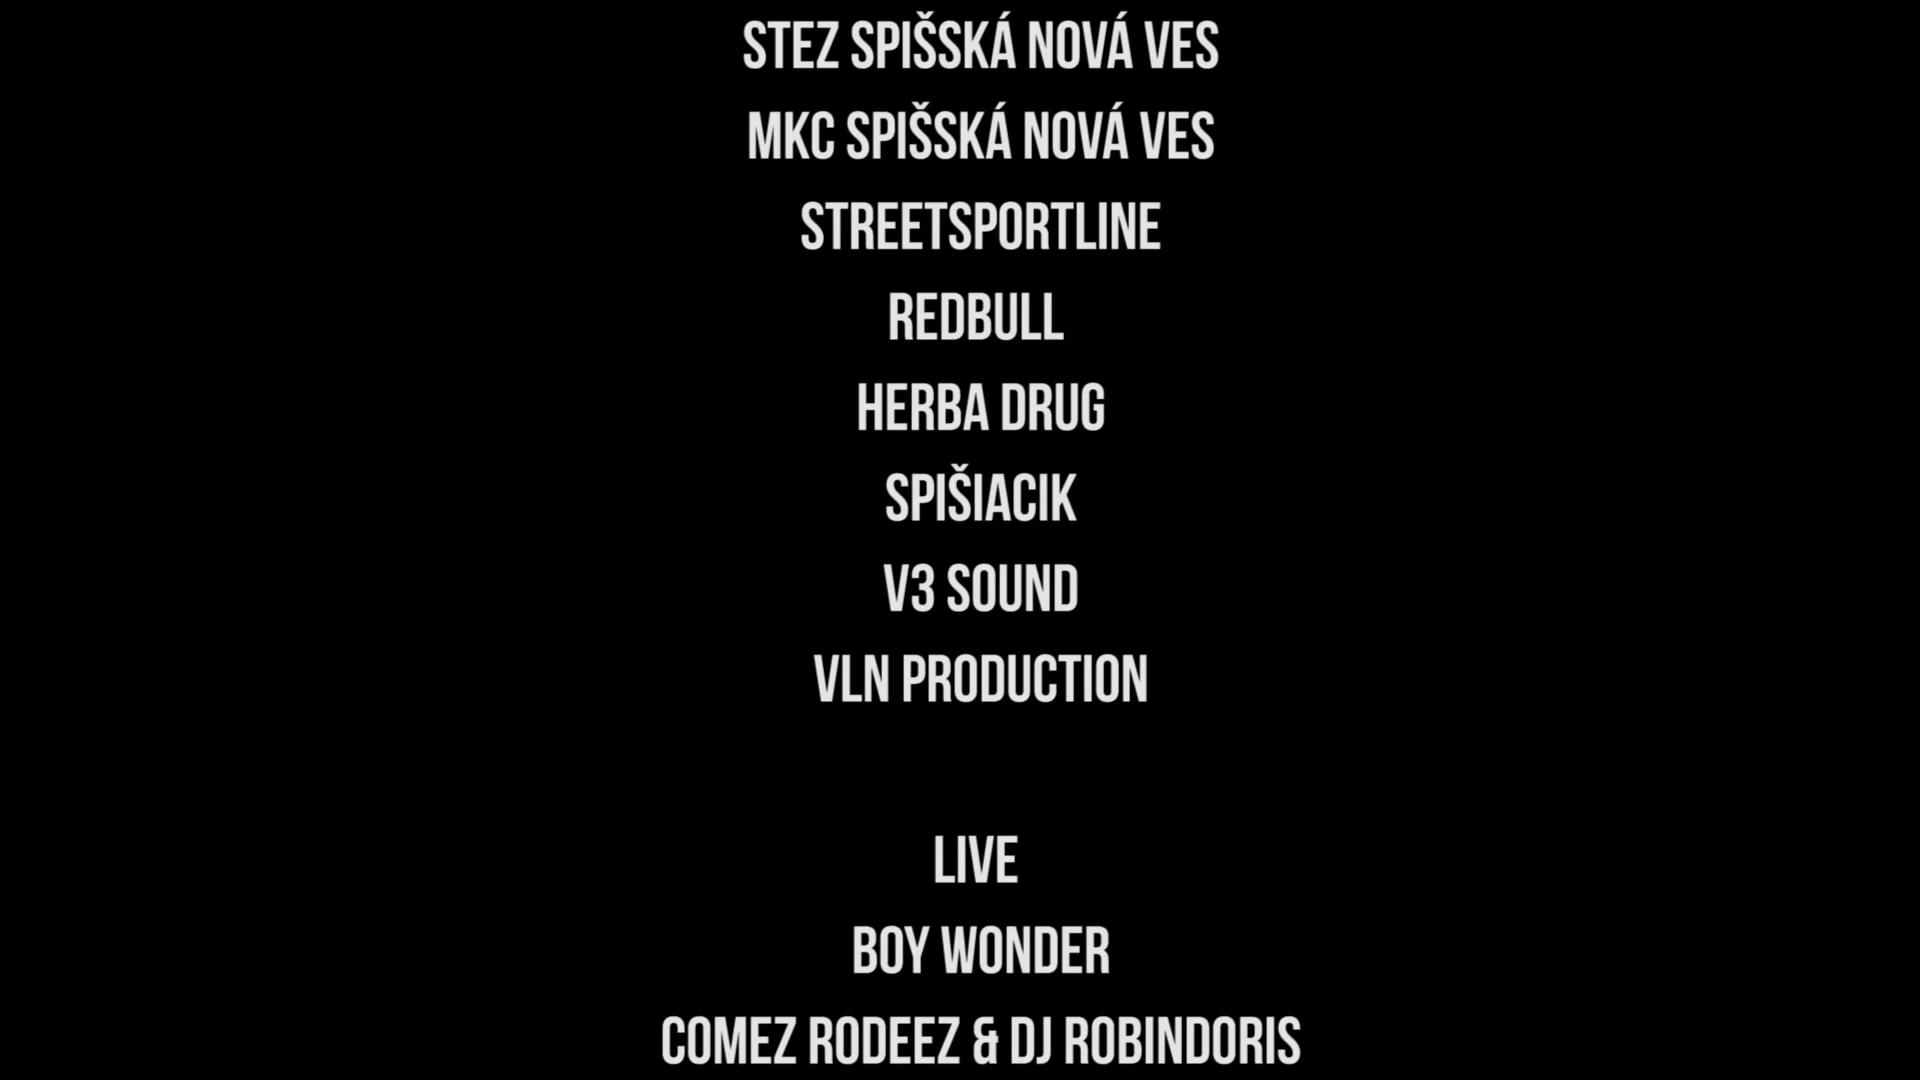 STEZ SPIŠSKÁ NOVÁ VES
MKC SPIŠSKÁ NOVÁ VES
STREETSPORTLINE
REDBULL
HERBA DRUG
SPIŠIACIK
V3 SOUND
VLN PRODUCTION
LIVE
BOY WONDER
COMEZ RODEEZ & DJ ROBINDORIS